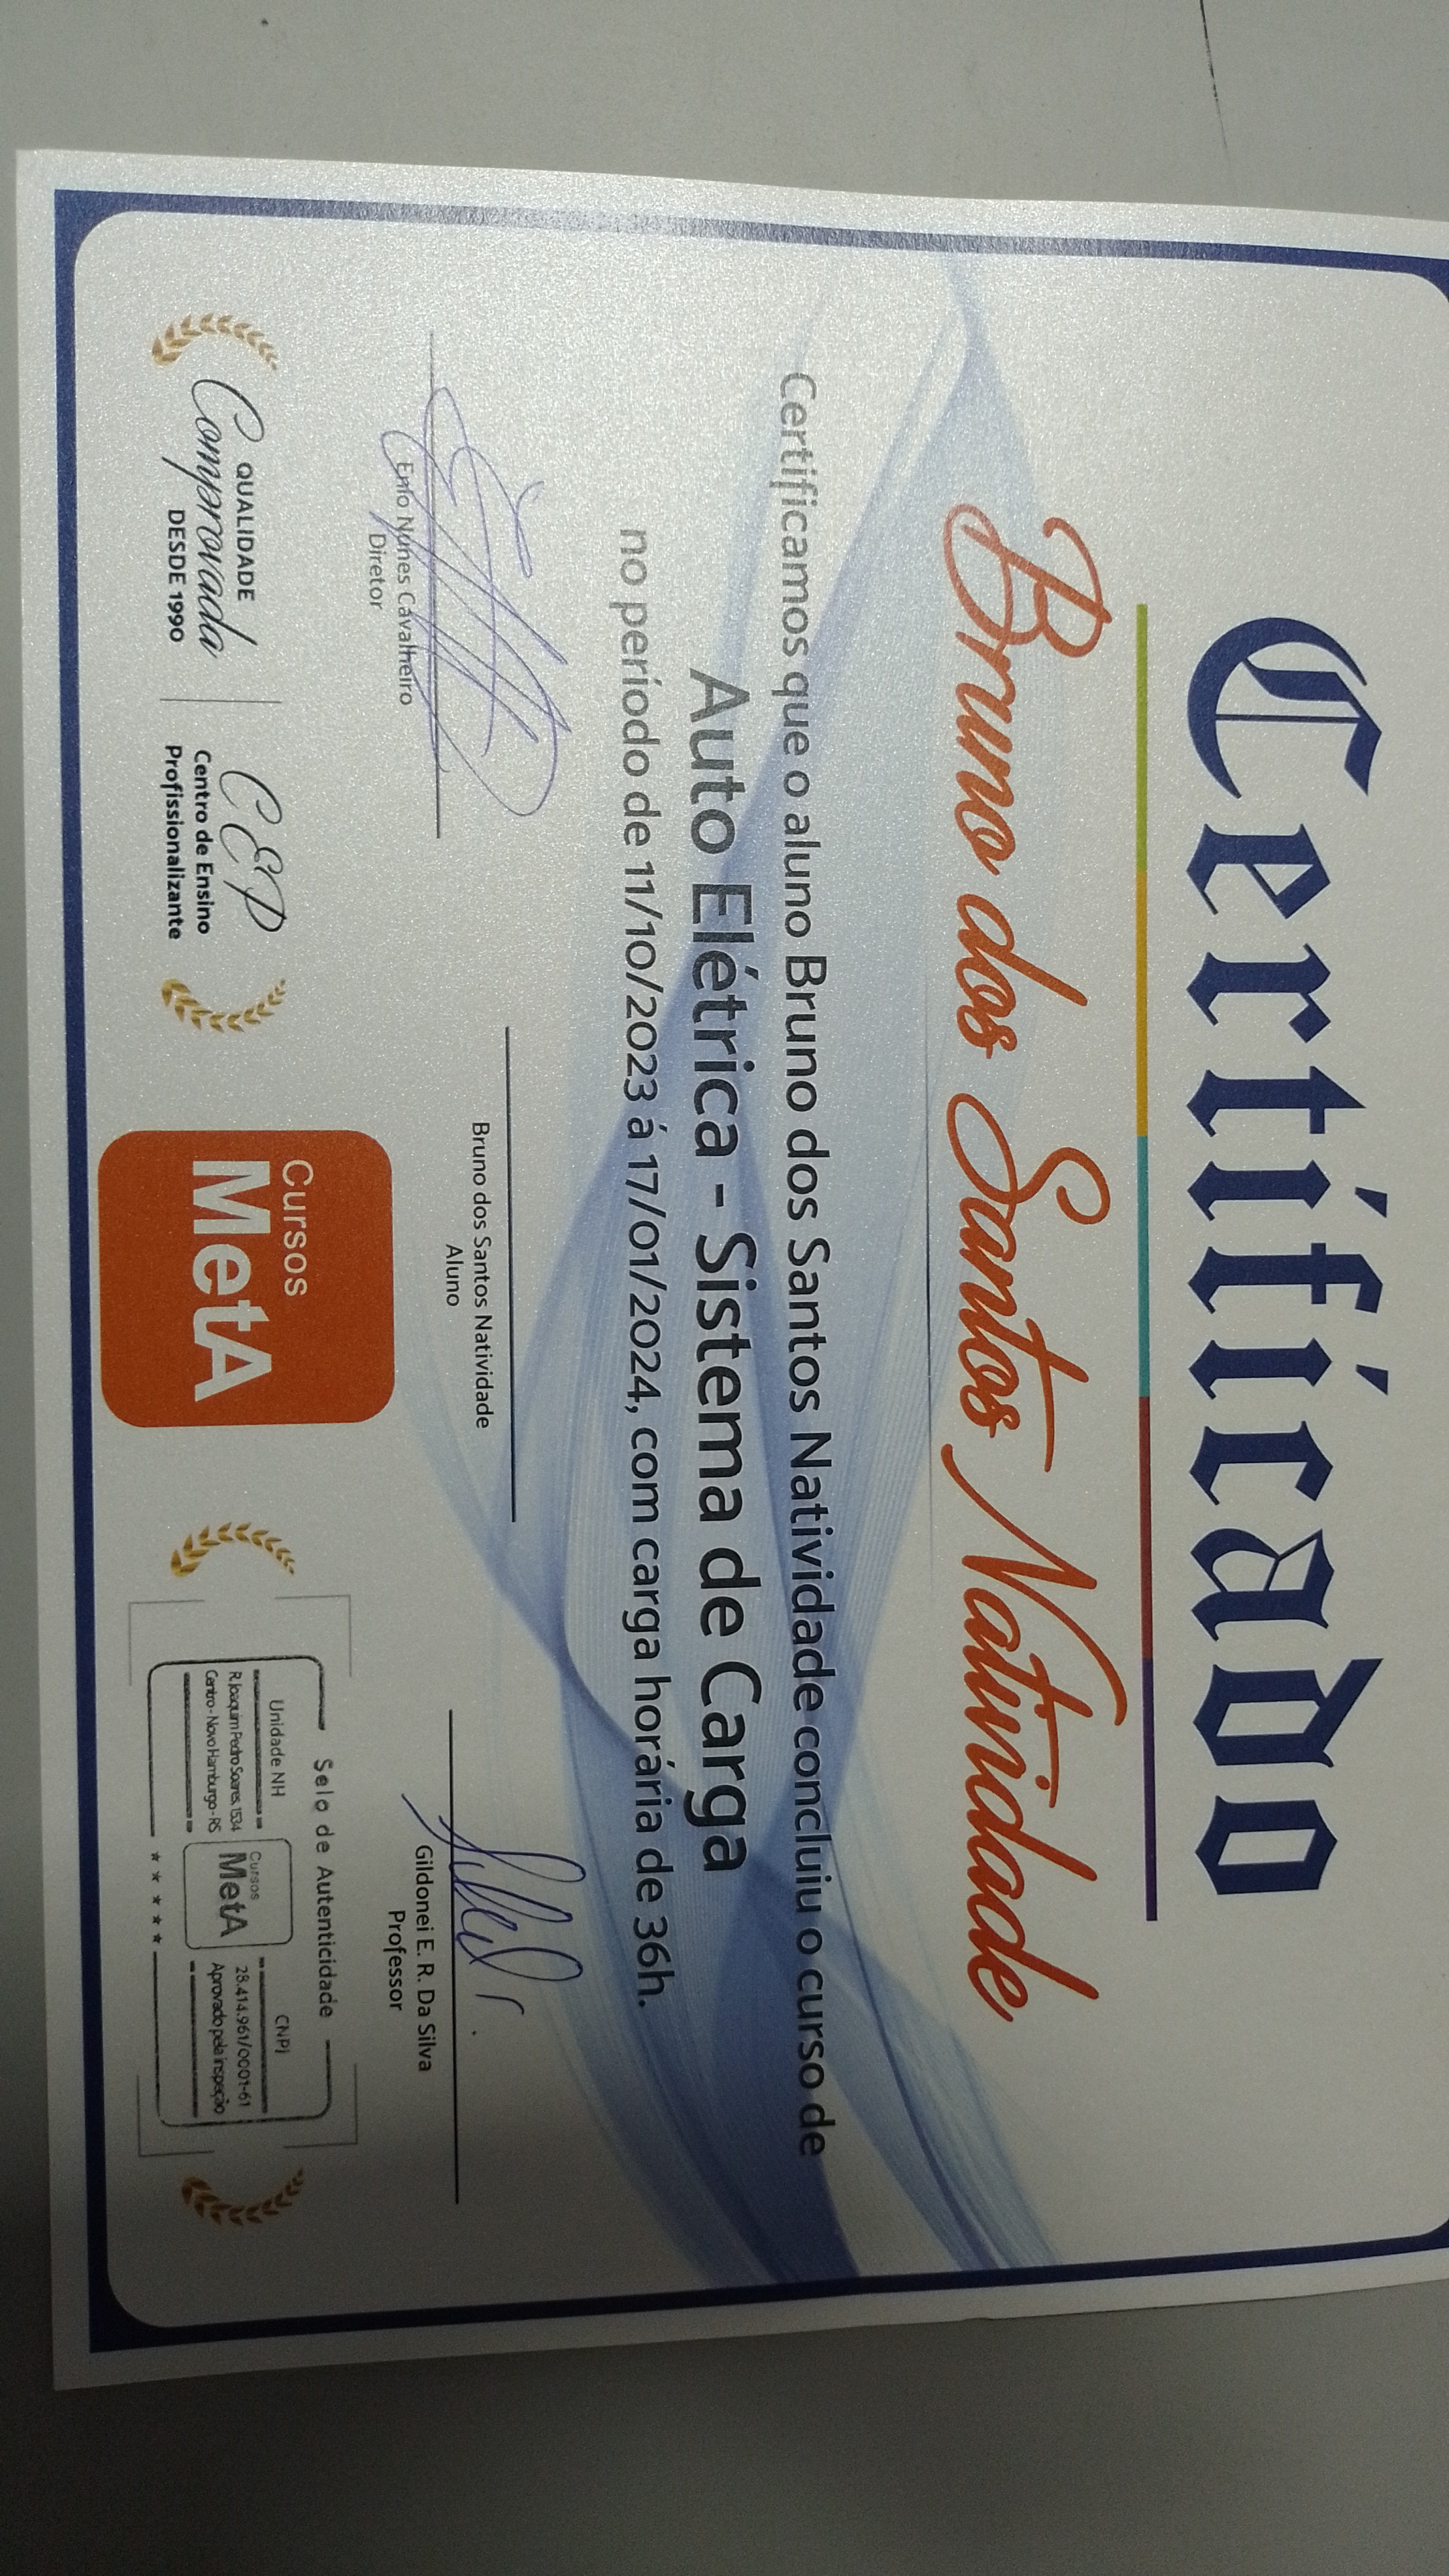 Certificado
Bruno dos Santos Natividade
Certificamos que o aluno Bruno dos Santos Natividade concluiu o curso de
Auto Elétrica - Sistema de Carga
no período de 11/10/2023 á 17/01/2024, com carga horária de 36h.
Enio Nunes Cavalheiro
Diretor
Bruno dos Santos Natividade
Aluno
Gildonei E. R. Da Silva
Professor
QUALIDADE
Comprovada
DESDE 1990
CEP
Centro de Ensino
Profissionalizante
Cursos
MetA
Selo de Autenticidade
Unidade NH
R. Joaquim Pedro Soares, 1534
Centro - Novo Hamburgo - RS
Cursos
MetA
CNPJ
28.414.961/0001-61
Aprovado pela inspeção